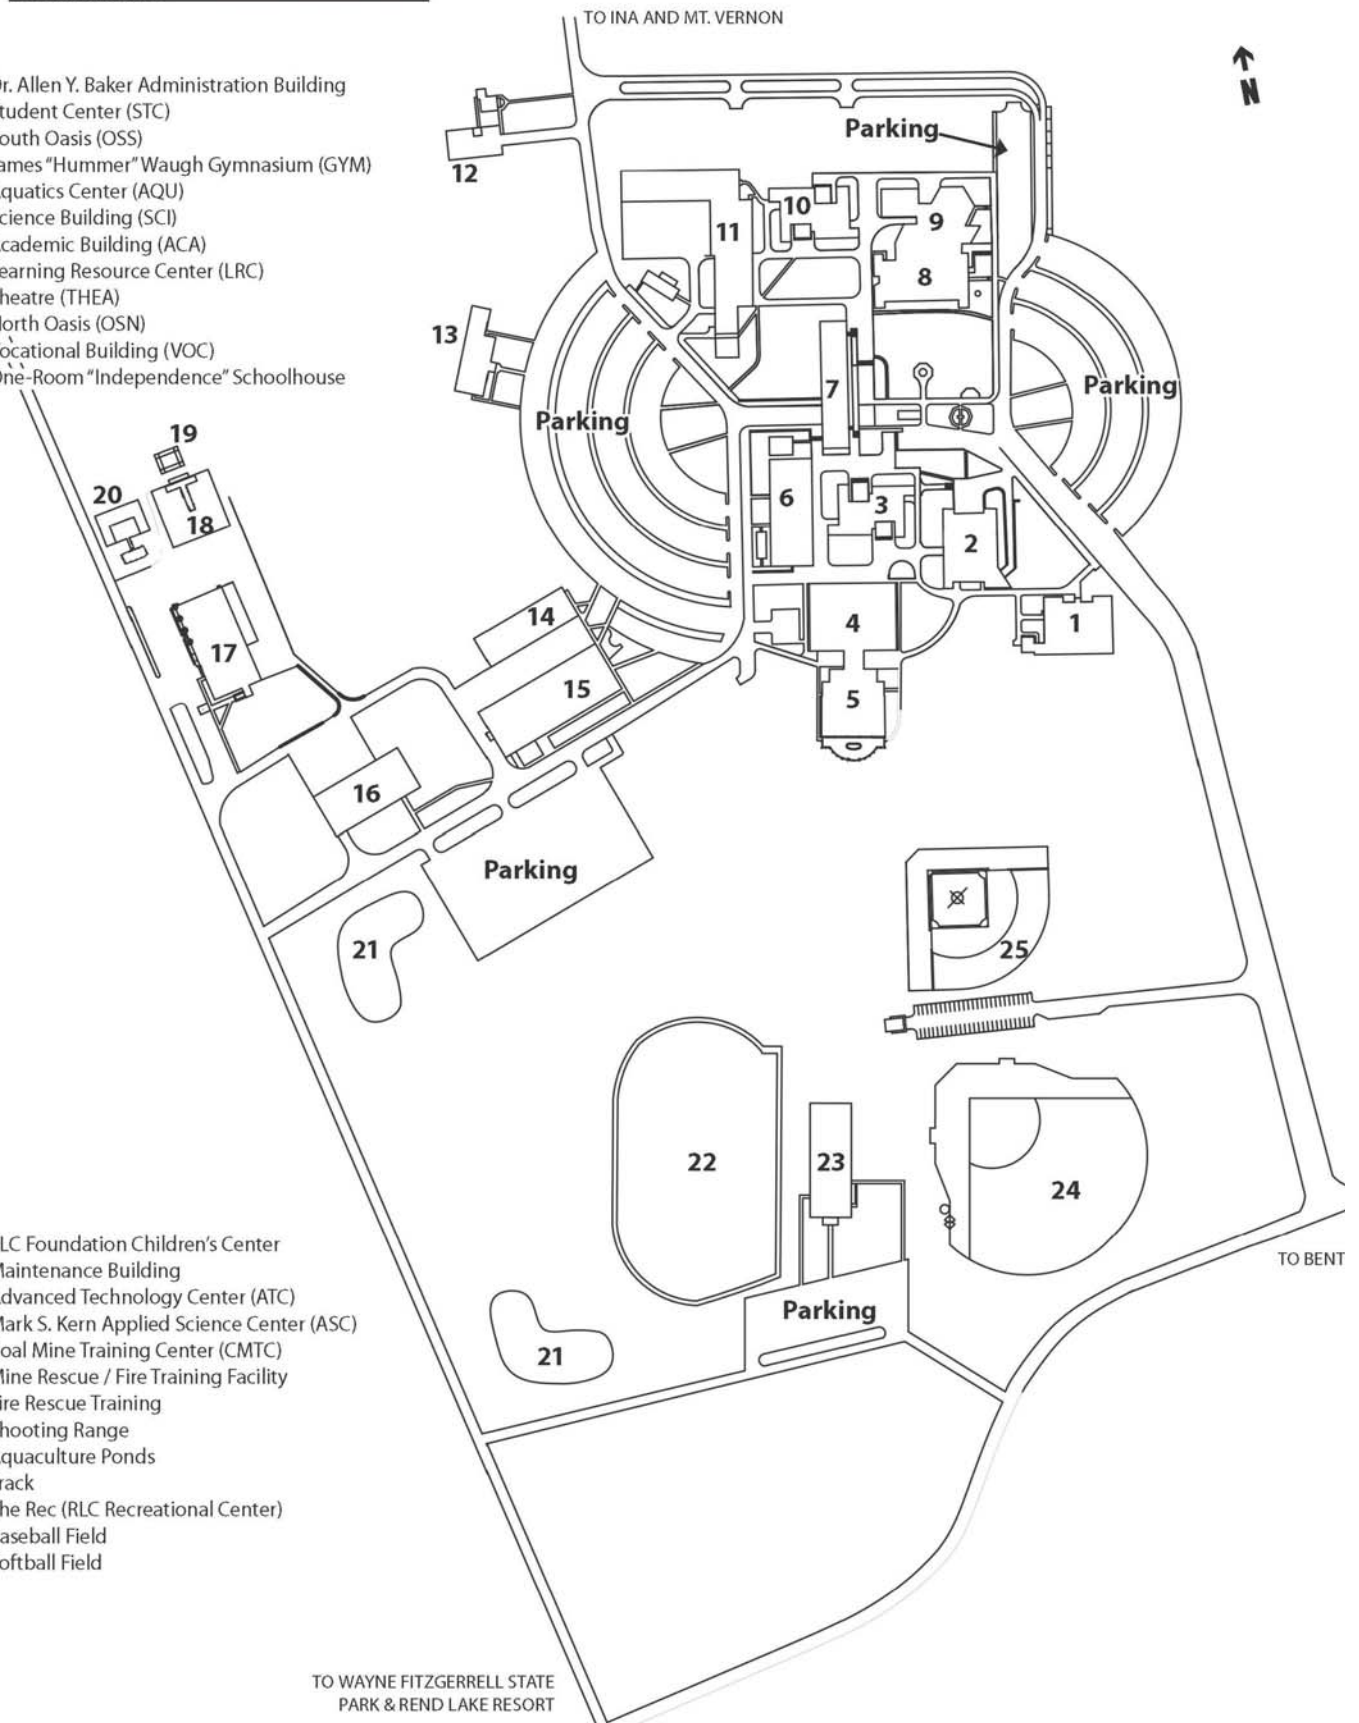 TO INA AND MT. VERNON
N
r. Allen Y. Baker Administration Building
tudent Center (STC)
outh Oasis (OSS)
ames "Hummer" Waugh Gymnasium (GYM)
quatics Center (AQU)
cience Building (SCI)
cademic Building (ACA)
earning Resource Center (LRC)
heatre (THEA)
orth Oasis (OSN)
ocational Building (VOC)
ne-Room "Independence" Schoolhouse
Parking
12
10
9
11
8
13
7
Parking
Parking
19
20
18
6
3
2
14
4
1
17
15
5
16
Parking
21
25
22
23
24
TO BENT
LC Foundation Children's Center
aintenance Building
dvanced Technology Center (ATC)
ark S. Kern Applied Science Center (ASC)
oal Mine Training Center (CMTC)
ine Rescue / Fire Training Facility
ire Rescue Training
hooting Range
quaculture Ponds
rack
he Rec (RLC Recreational Center)
aseball Field
oftball Field
Parking
21
TO WAYNE FITZGERRELL STATE
PARK & REND LAKE RESORT